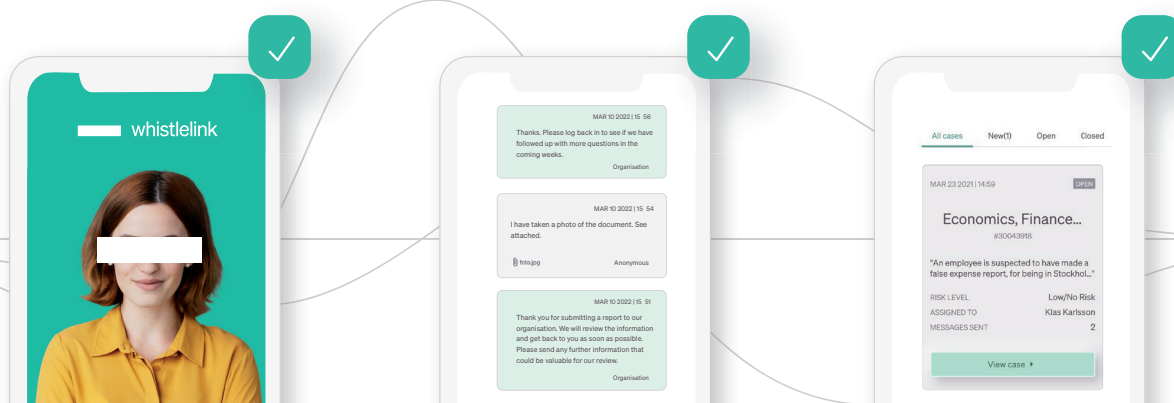 whistlelink
MAR 10 2022 | 15 56
Thanks. Please log back in to see if we have
followed up with more questions in the
coming weeks.
Organisation
MAR 10 2022 | 15 54
I have taken a photo of the document. See
attached.
foto.jpg
Anonymous
MAR 10 2022 | 15 51
Thank you for submitting a report to our
organisation. We will review the information
and get back to you as soon as possible.
Please send any further information that
could be valuable for our review.
Organisation
All cases New(1) Open Closed
MAR 23 2021 | 14:59 OPEN
Economics, Finance...
#30043918
"An employee is suspected to have made a
false expense report, for being in Stockhol..."
RISK LEVEL Low/No Risk
ASSIGNED TO Klas Karlsson
MESSAGES SENT 2
View case